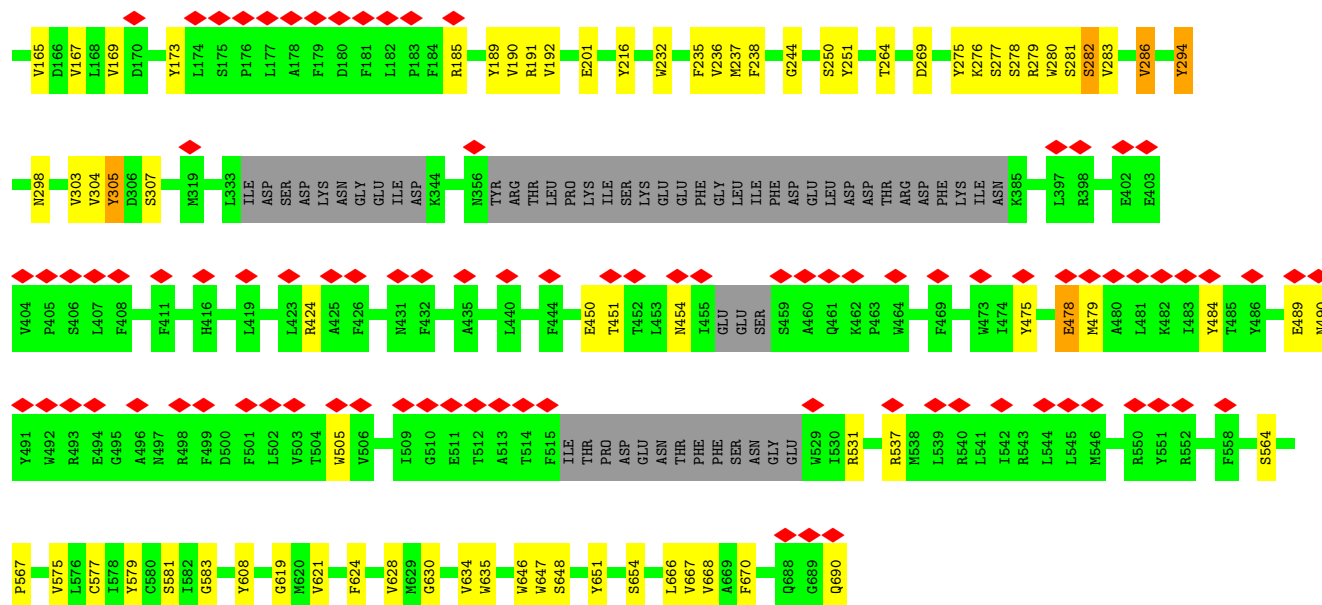 V165 D166 V167 L168 V169 D170 Y173 L174 S175 P176 L177 A178 F179 D180 F181 L182 P183 F184 R185 Y189 V190 R191 V192 E201 Y216 W232 F235 V236 M237 F238 G244 S250 Y251 T264 D269 Y275 K276 S277 S278 R279 W280 S281 S282 V283 V286 Y294
N298 V303 V304 Y305 D306 S307 M319 L333 ILE ASP SER ASP LYS ASN GLY GLU ILE ASP K344 N356 TYR ARG THR LEU PRO LYS ILE SER LYS GLU GLU PHE GLY LEU ILE PHE ASP GLU LEU ASP ASP THR ARG ASP PHE LYS ILE ASN K385 L397 R398 E402 E403
V404 P405 S406 L407 F408 F411 H416 L419 L423 R424 A425 F426 N431 F432 A435 L440 F444 E450 T451 T452 L453 N454 I455 GLU GLU SER S459 A460 Q461 K462 P463 W464 F469 W473 I474 Y475 E478 M479 A480 L481 K482 I483 Y484 T485 Y486 E489 N490
Y491 W492 R493 E494 G495 A496 N497 R498 F499 D500 F501 L502 V503 T504 W505 V506 I509 G510 E511 T512 A513 T514 F515 ILE THR PRO ASP GLU ASN THR PHE PHE SER ASN GLY GLU W529 I530 R531 R537 M538 L539 R540 L541 I542 R543 L544 L545 M546 R550 Y551 R552 F558 S564
P567 V575 L576 C577 I578 Y579 C580 S581 I582 G583 Y608 G619 M620 V621 F624 V628 M629 G630 V634 W635 W646 W647 S648 Y651 S654 L666 V667 V668 A669 F670 Q688 G689 Q690